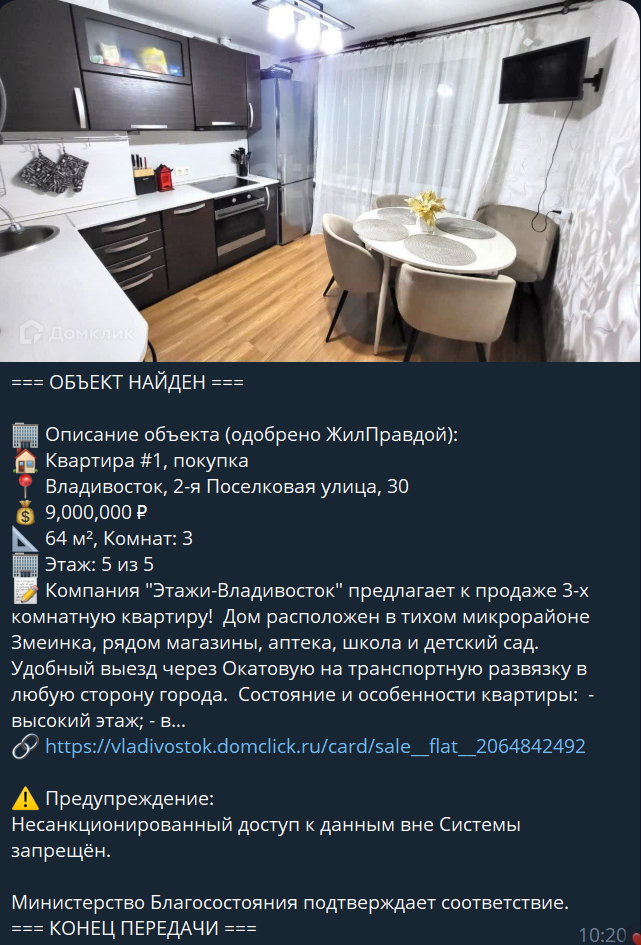 Домклик
=== ОБЪЕКТ НАЙДЕН ===
🏢 Описание объекта (одобрено ЖилПравдой):
🏠 Квартира #1, покупка
📍 Владивосток, 2-я Поселковая улица, 30
💰 9,000,000 ₽
📐 64 м², Комнат: 3
🏢 Этаж: 5 из 5
📝 Компания "Этажи-Владивосток" предлагает к продаже 3-х
комнатную квартиру!  Дом расположен в тихом микрорайоне
Змеинка, рядом магазины, аптека, школа и детский сад.
Удобный выезд через Окатовую на транспортную развязку в
любую сторону города.  Состояние и особенности квартиры:  -
высокий этаж; - в...
🔗 https://vladivostok.domclick.ru/card/sale__flat__2064842492
⚠️ Предупреждение:
Несанкционированный доступ к данным вне Системы
запрещён.
Министерство Благосостояния подтверждает соответствие.
=== КОНЕЦ ПЕРЕДАЧИ ===
10:20